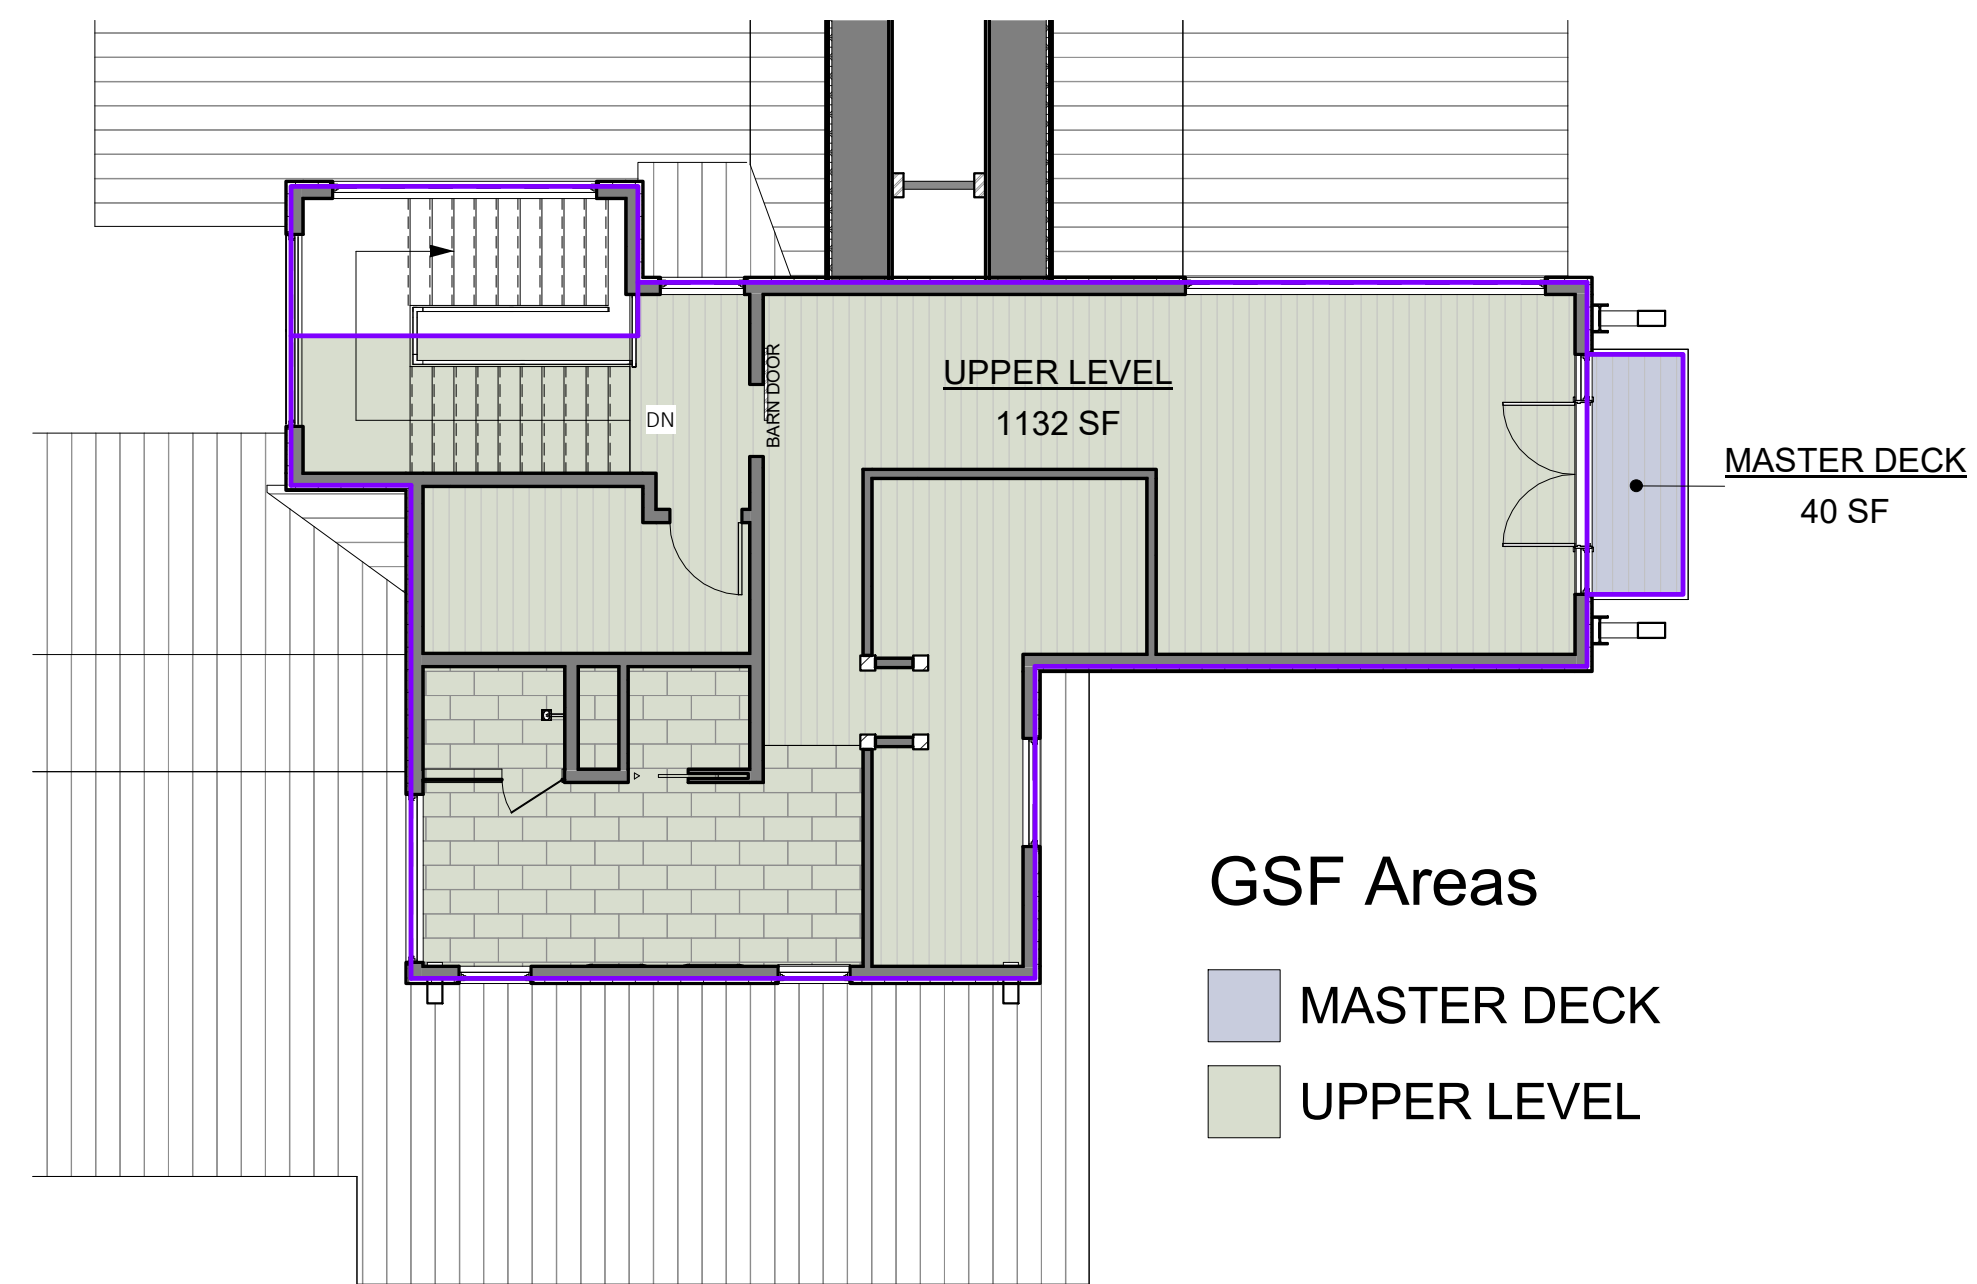 UPPER LEVEL
1132 SF
BARN DOOR
DN
MASTER DECK
40 SF
GSF Areas
MASTER DECK
UPPER LEVEL